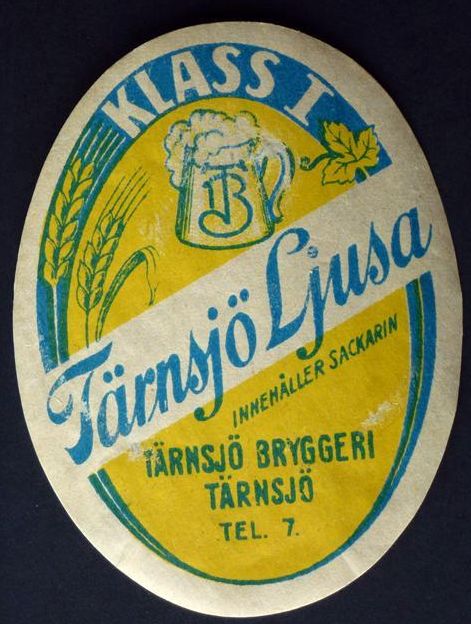 KLASS I
TB
Tärnsjö Ljusa
INNEHÅLLER SACKARIN
TÄRNSJÖ BRYGGERI
TÄRNSJÖ
TEL. 7.